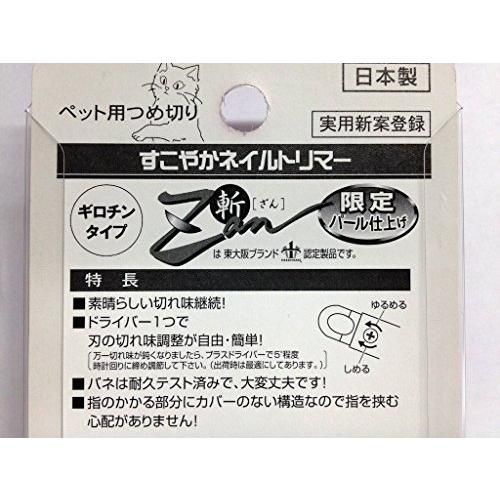 日本製
ペット用つめ切り
実用新案登録
すこやかネイルトリマー
ギロチン
タイプ
斬
[ざん]
Zan
限定
パール仕上げ
は 東大阪ブランド 認定製品です。
特長
■素晴らしい切れ味継続!
■ドライバー1つで
刃の切れ味調整が自由・簡単!
万一切れ味が鈍くなりましたら、プラスドライバーで5°程度
時計回りに締め調節して下さい。(出荷時は最適にしてあります。)
ゆるめる
しめる
■バネは耐久テスト済みで、大変丈夫です!
■指のかかる部分にカバーのない構造なので指を挟む
心配がありません!